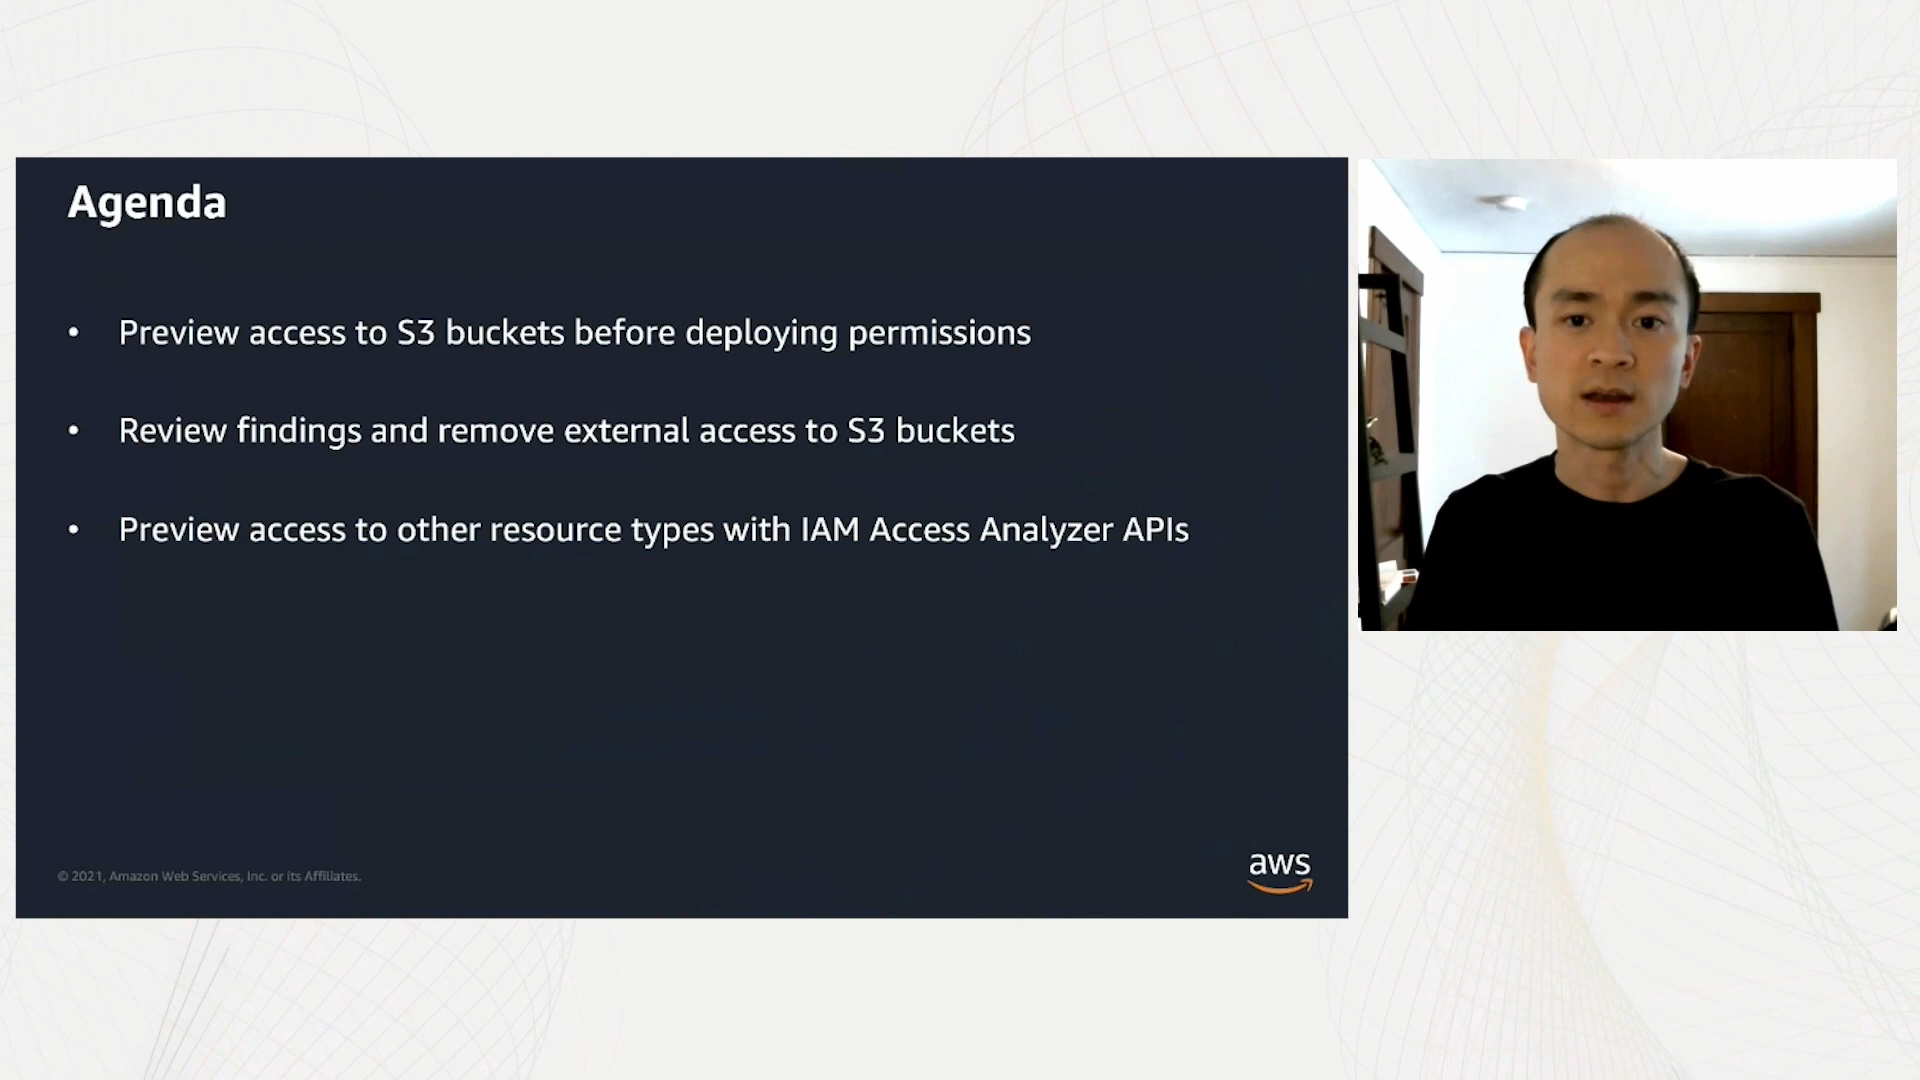 Agenda
• Preview access to S3 buckets before deploying permissions
• Review findings and remove external access to S3 buckets
• Preview access to other resource types with IAM Access Analyzer APIs
© 2021, Amazon Web Services, Inc. or its Affiliates.
aws